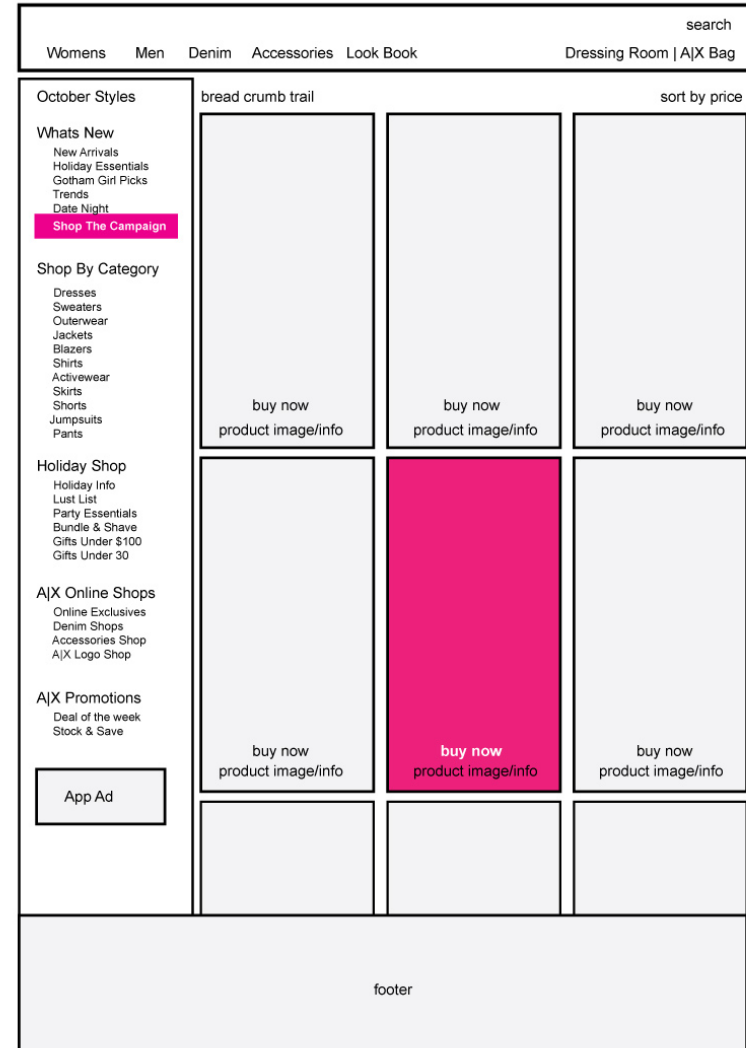 search
Womens Men Denim Accessories Look Book Dressing Room | A|X Bag
October Styles
Whats New
New Arrivals
Holiday Essentials
Gotham Girl Picks
Trends
Date Night
Shop The Campaign
Shop By Category
Dresses
Sweaters
Outerwear
Jackets
Blazers
Shirts
Activewear
Skirts
Shorts
Jumpsuits
Pants
Holiday Shop
Holiday Info
Lust List
Party Essentials
Bundle & Shave
Gifts Under $100
Gifts Under 30
A|X Online Shops
Online Exclusives
Denim Shops
Accessories Shop
A|X Logo Shop
A|X Promotions
Deal of the week
Stock & Save
App Ad
bread crumb trail sort by price
buy now buy now buy now
product image/info product image/info product image/info
buy now buy now buy now
product image/info product image/info product image/info
footer